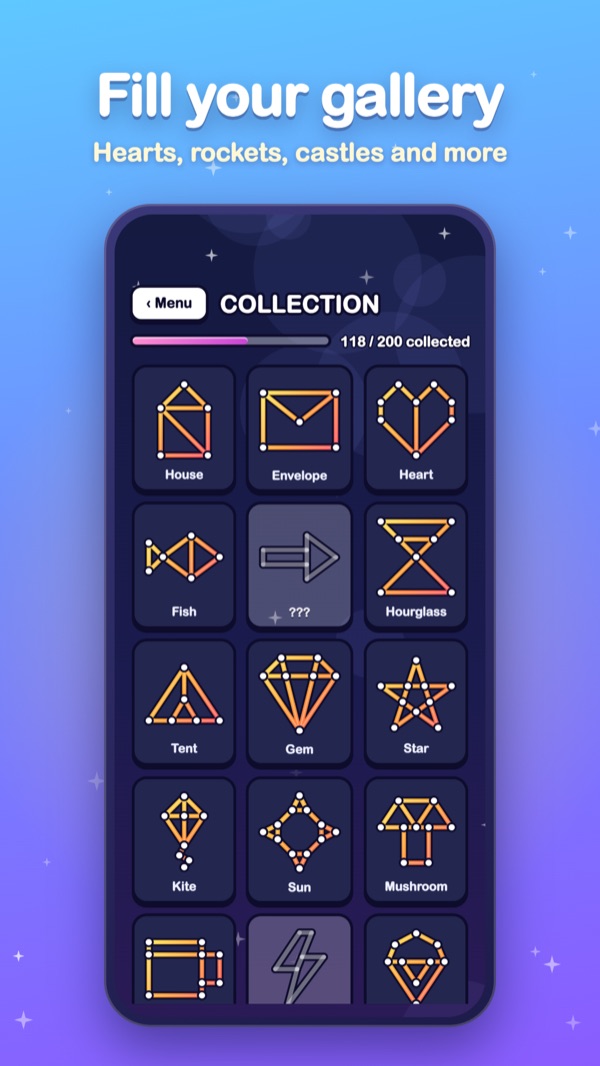 Fill your gallery
Hearts, rockets, castles and more
‹ Menu COLLECTION
118 / 200 collected
House Envelope Heart
Fish ??? Hourglass
Tent Gem Star
Kite Sun Mushroom